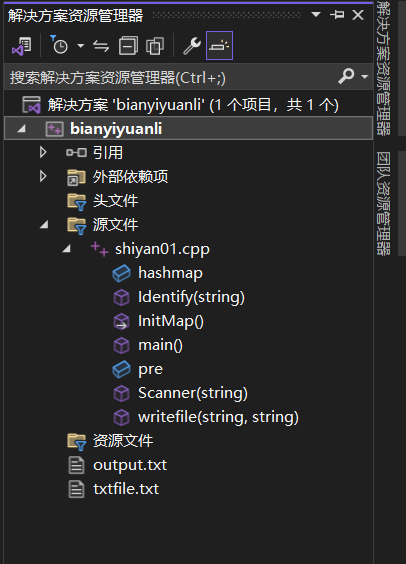 解决方案资源管理器
搜索解决方案资源管理器(Ctrl+;)
解决方案 'bianyiyuanli' (1 个项目，共 1 个)
bianyiyuanli
引用
外部依赖项
头文件
源文件
shiyan01.cpp
hashmap
Identify(string)
InitMap()
main()
pre
Scanner(string)
writefile(string, string)
资源文件
output.txt
txtfile.txt
解决方案资源管理器
团队资源管理器